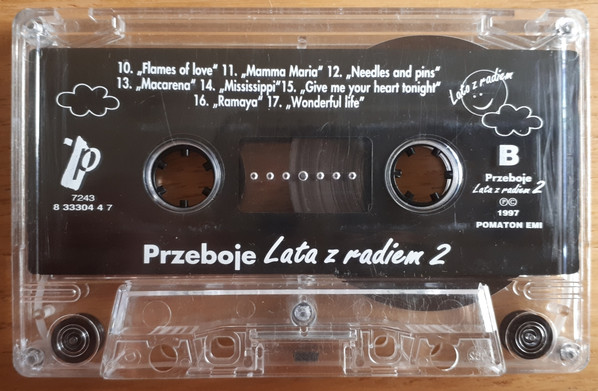 10. „Flames of love” 11. „Mamma Maria” 12. „Needles and pins”
13. „Macarena” 14. „Mississippi” 15. „Give me your heart tonight”
16. „Ramaya” 17. „Wonderful life”
Lato z radiem
7243
8 33304 4 7
B
Przeboje
Lata z radiem 2
℗©
1997
POMATON EMI
Przeboje Lata z radiem 2